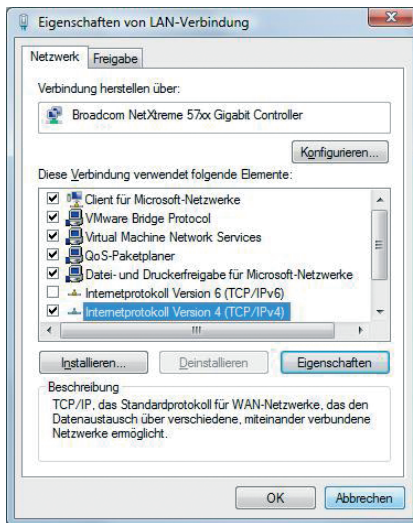 Eigenschaften von LAN-Verbindung
Netzwerk Freigabe
Verbindung herstellen über:
Broadcom NetXtreme 57xx Gigabit Controller
Konfigurieren...
Diese Verbindung verwendet folgende Elemente:
Client für Microsoft-Netzwerke
VMware Bridge Protocol
Virtual Machine Network Services
QoS-Paketplaner
Datei- und Druckerfreigabe für Microsoft-Netzwerke
Internetprotokoll Version 6 (TCP/IPv6)
Internetprotokoll Version 4 (TCP/IPv4)
Installieren... Deinstallieren Eigenschaften
Beschreibung
TCP/IP, das Standardprotokoll für WAN-Netzwerke, das den
Datenaustausch über verschiedene, miteinander verbundene
Netzwerke ermöglicht.
OK Abbrechen